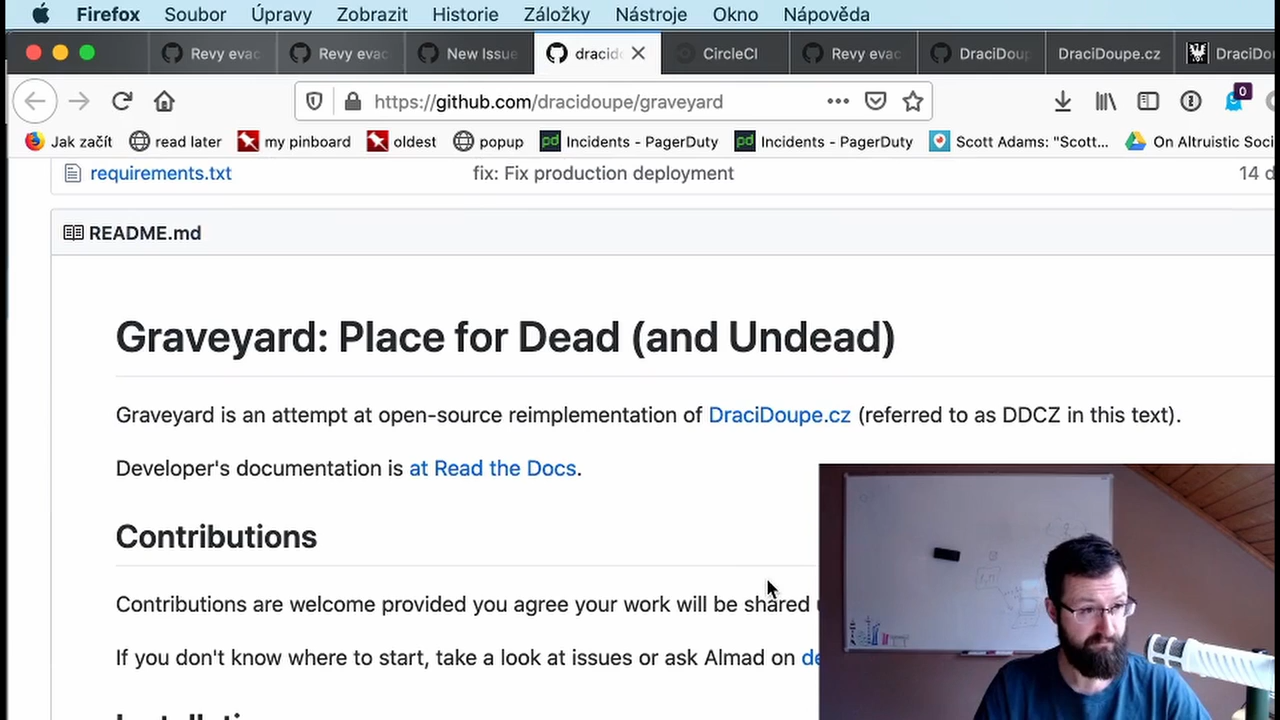 Firefox Soubor Úpravy Zobrazit Historie Záložky Nástroje Okno Nápověda
Revy evac Revy evac New Issue dracid CircleCI Revy evac DraciDoup DraciDoupe.cz DraciDou
https://github.com/dracidoupe/graveyard 0
Jak začít read later my pinboard oldest popup pd Incidents - PagerDuty pd Incidents - PagerDuty Scott Adams: "Scott... On Altruistic Soci
requirements.txt fix: Fix production deployment 14 d
README.md
Graveyard: Place for Dead (and Undead)
Graveyard is an attempt at open-source reimplementation of DraciDoupe.cz (referred to as DDCZ in this text).
Developer's documentation is at Read the Docs.
Contributions
Contributions are welcome provided you agree your work will be shared
If you don't know where to start, take a look at issues or ask Almad on de